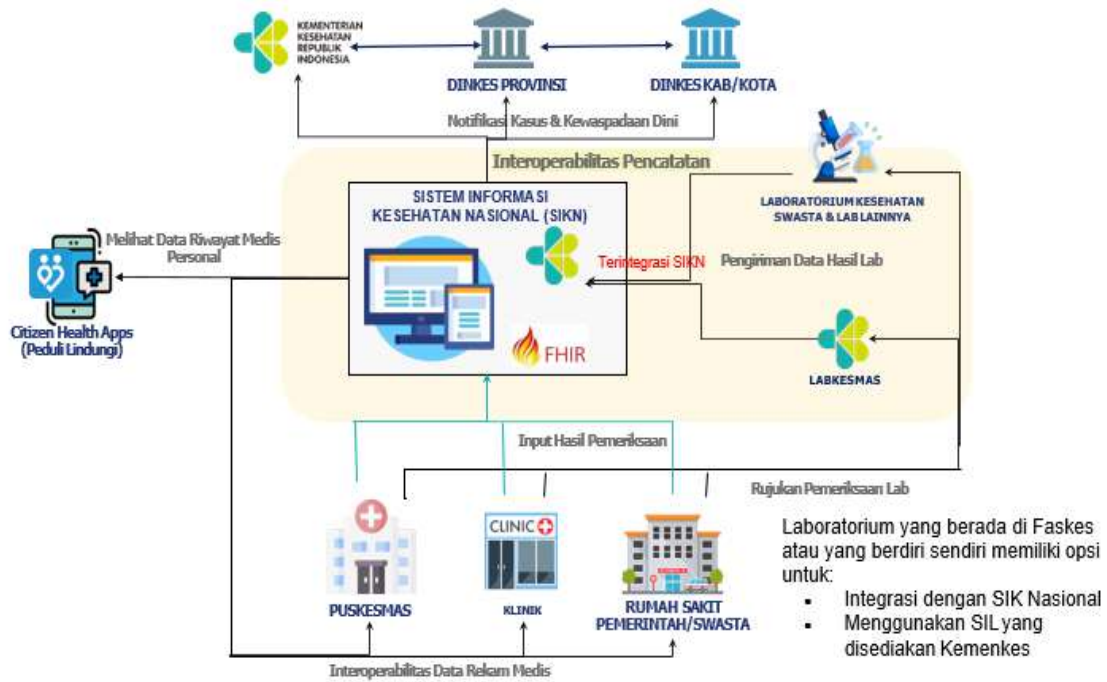 KEMENTERIAN
KESEHATAN
REPUBLIK
INDONESIA
DINKES PROVINSI
DINKES KAB/KOTA
Notifikasi Kasus & Kewaspadaan Dini
Interoperabilitas Pencatatan
SISTEM INFORMASI
KESEHATAN NASIONAL (SIKN)
LABORATORIUM KESEHATAN
SWASTA & LAB LAINNYA
Melihat Data Riwayat Medis
Personal
Terintegrasi SIKN
Pengiriman Data Hasil Lab
Citizen Health Apps
(Peduli Lindungi)
FHIR
LABKESMAS
Input Hasil Pemeriksaan
Rujukan Pemeriksaan Lab
CLINIC
PUSKESMAS
KLINIK
RUMAH SAKIT
PEMERINTAH/SWASTA
Laboratorium yang berada di Faskes
atau yang berdiri sendiri memiliki opsi
untuk:
▪ Integrasi dengan SIK Nasional
▪ Menggunakan SIL yang
disediakan Kemenkes
Interoperabilitas Data Rekam Medis